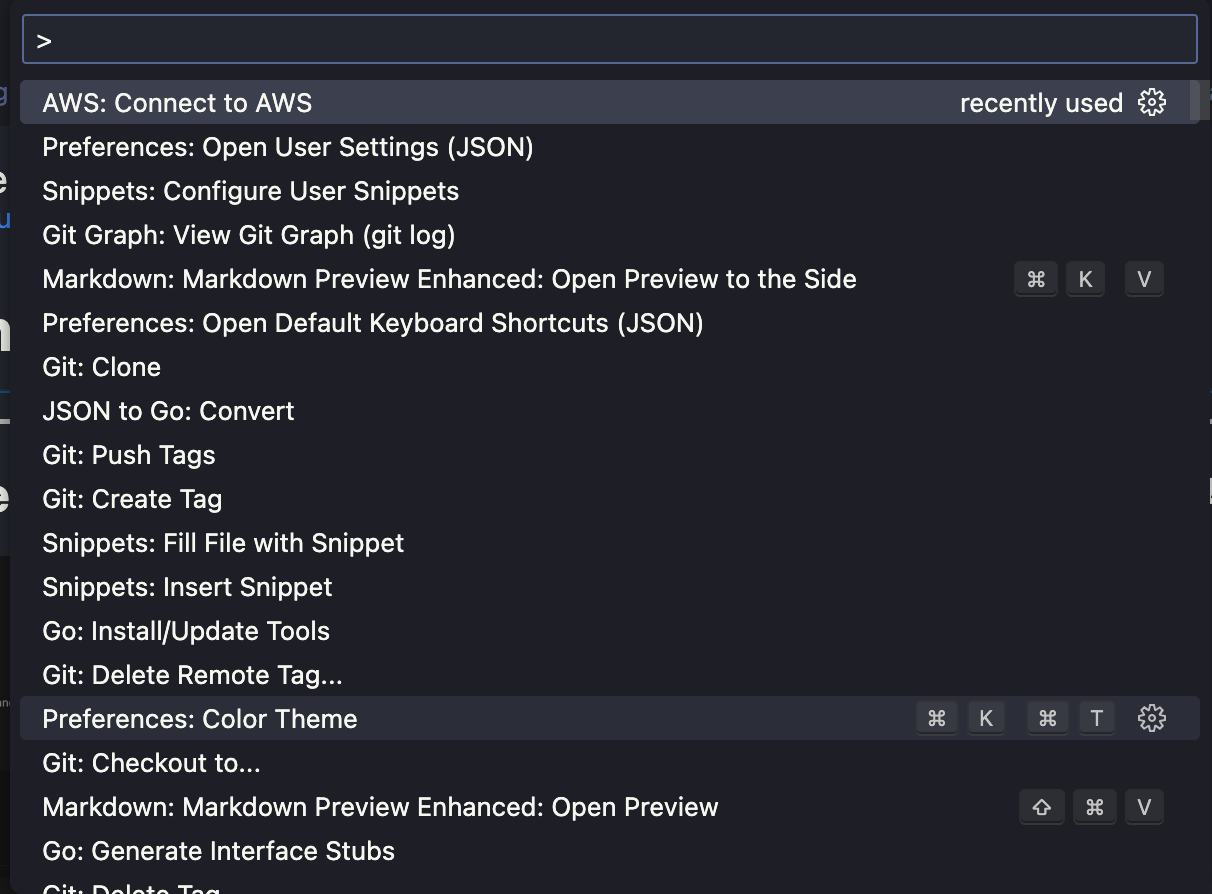 >
AWS: Connect to AWS recently used
Preferences: Open User Settings (JSON)
Snippets: Configure User Snippets
Git Graph: View Git Graph (git log)
Markdown: Markdown Preview Enhanced: Open Preview to the Side ⌘ K V
Preferences: Open Default Keyboard Shortcuts (JSON)
Git: Clone
JSON to Go: Convert
Git: Push Tags
Git: Create Tag
Snippets: Fill File with Snippet
Snippets: Insert Snippet
Go: Install/Update Tools
Git: Delete Remote Tag...
Preferences: Color Theme ⌘ K ⌘ T
Git: Checkout to...
Markdown: Markdown Preview Enhanced: Open Preview ⇧ ⌘ V
Go: Generate Interface Stubs
Git: Delete Tag